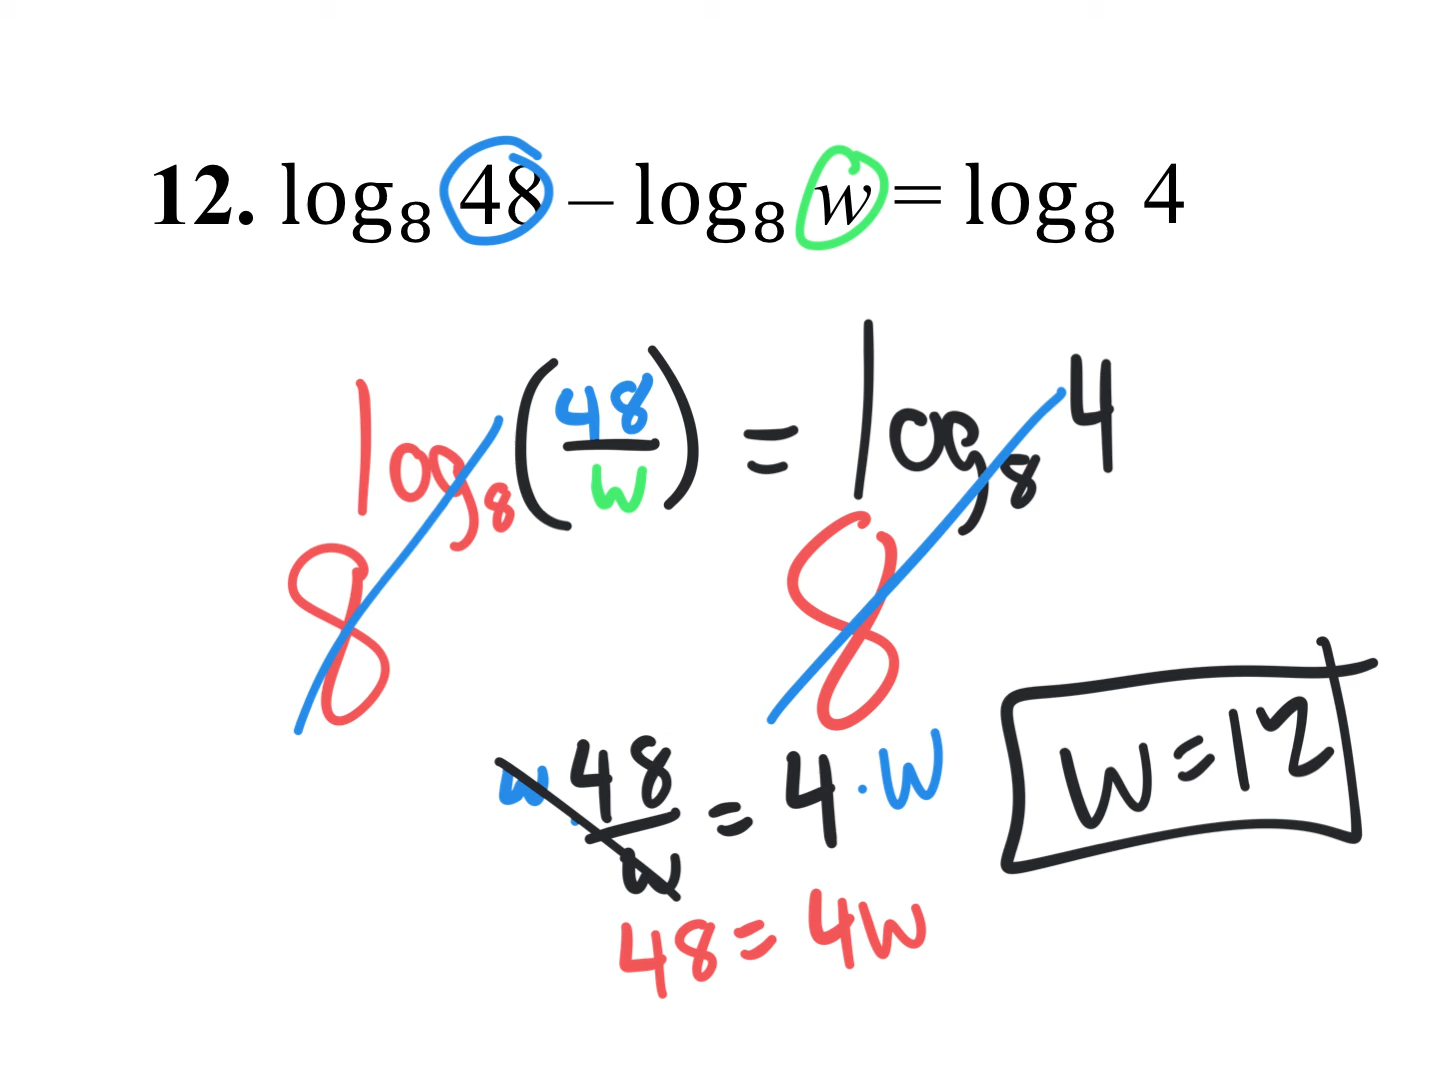 12. log₈ 48 – log₈ w = log₈ 4
log₈ (48/w) = log₈ 4
8 8
w · 48/w = 4 · w
w = 12
48 = 4w